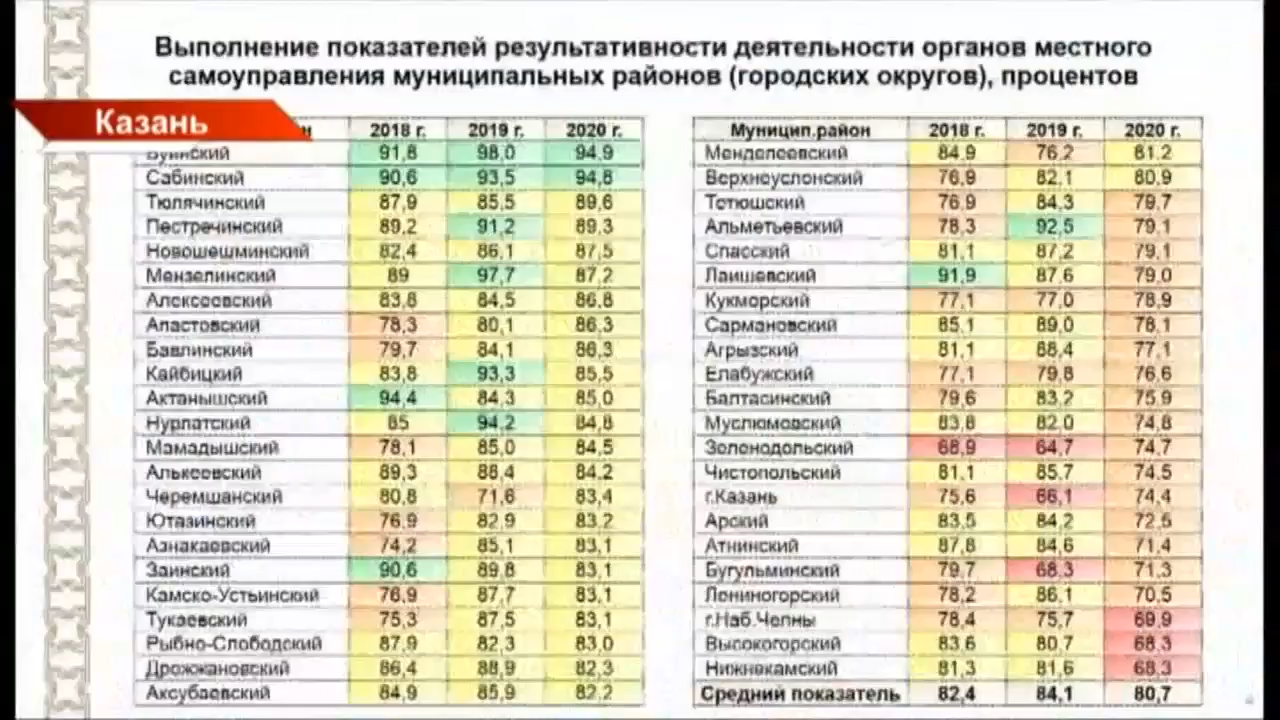 Выполнение показателей результативности деятельности органов местного
самоуправления муниципальных районов (городских округов), процентов
Казань
2018 г. 2019 г. 2020 г.
Буинский 91,8 98,0 94,9
Сабинский 90,6 93,5 94,8
Тюлячинский 87,9 85,5 89,6
Пестречинский 89,2 91,2 89,3
Новошешминский 82,4 86,1 87,5
Мензелинский 89 97,7 87,2
Алексеевский 83,8 84,5 86,8
Апастовский 78,3 80,1 86,3
Бавлинский 79,7 84,1 86,3
Кайбицкий 83,8 93,3 85,5
Актанышский 94,4 84,3 85,0
Нурлатский 85 94,2 84,8
Мамадышский 78,1 85,0 84,5
Алькеевский 89,3 88,4 84,2
Черемшанский 80,8 71,6 83,4
Ютазинский 76,9 82,9 83,2
Азнакаевский 74,2 85,1 83,1
Заинский 90,6 89,8 83,1
Камско-Устьинский 76,9 87,7 83,1
Тукаевский 75,3 87,5 83,1
Рыбно-Слободский 87,9 82,3 83,0
Дрожжановский 86,4 88,9 82,3
Аксубаевский 84,9 85,9 82,2
Муницип.район 2018 г. 2019 г. 2020 г.
Менделеевский 84,9 76,2 81,2
Верхнеуслонский 76,9 82,1 80,9
Тетюшский 76,9 84,3 79,7
Альметьевский 78,3 92,5 79,1
Спасский 81,1 87,2 79,1
Лаишевский 91,9 87,6 79,0
Кукморский 77,1 77,0 78,9
Сармановский 85,1 89,0 78,1
Агрызский 81,1 88,4 77,1
Елабужский 77,1 79,8 76,6
Балтасинский 79,6 83,2 75,9
Муслюмовский 83,8 82,0 74,8
Зеленодольский 68,9 64,7 74,7
Чистопольский 81,1 85,7 74,5
г.Казань 75,6 66,1 74,4
Арский 83,5 84,2 72,5
Атнинский 87,8 84,6 71,4
Бугульминский 79,7 68,3 71,3
Лениногорский 78,2 86,1 70,5
г.Наб.Челны 78,4 75,7 69,9
Высокогорский 83,6 80,7 68,3
Нижнекамский 81,3 81,6 68,3
Средний показатель 82,4 84,1 80,7